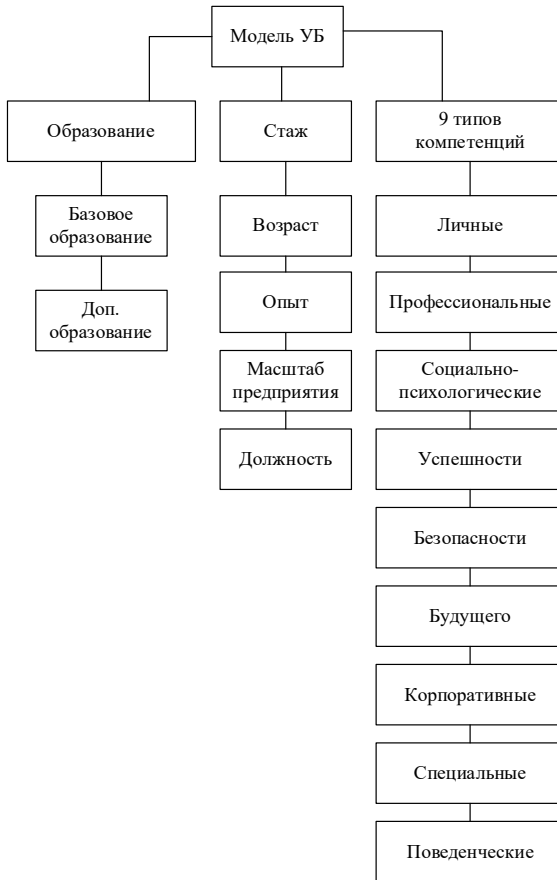 Модель УБ
Образование
Стаж
9 типов
компетенций
Базовое
образование
Доп.
образование
Возраст
Опыт
Масштаб
предприятия
Должность
Личные
Профессиональные
Социально-
психологические
Успешности
Безопасности
Будущего
Корпоративные
Специальные
Поведенческие